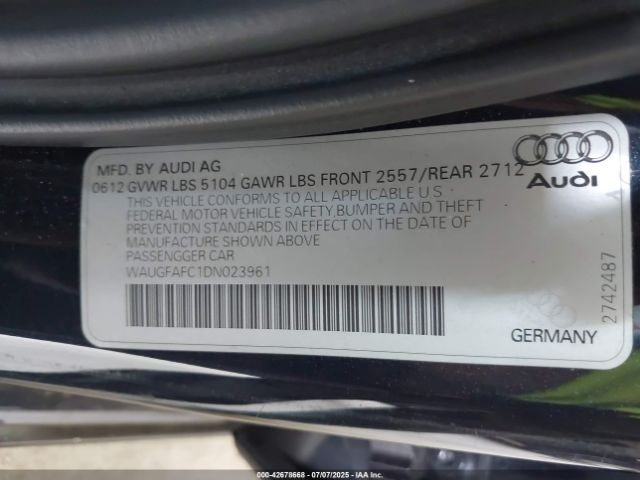 MFD. BY AUDI AG
0612 GVWR LBS 5104 GAWR LBS FRONT 2557/REAR 2712
THIS VEHICLE CONFORMS TO ALL APPLICABLE U.S.
FEDERAL MOTOR VEHICLE SAFETY, BUMPER AND THEFT
PREVENTION STANDARDS IN EFFECT ON THE DATE OF
MANUFACTURE SHOWN ABOVE
PASSENGGER CAR
WAUGFAFC1DN023961
Audi
2742487
GERMANY
000-42678668 - 07/07/2025 - IAA Inc.